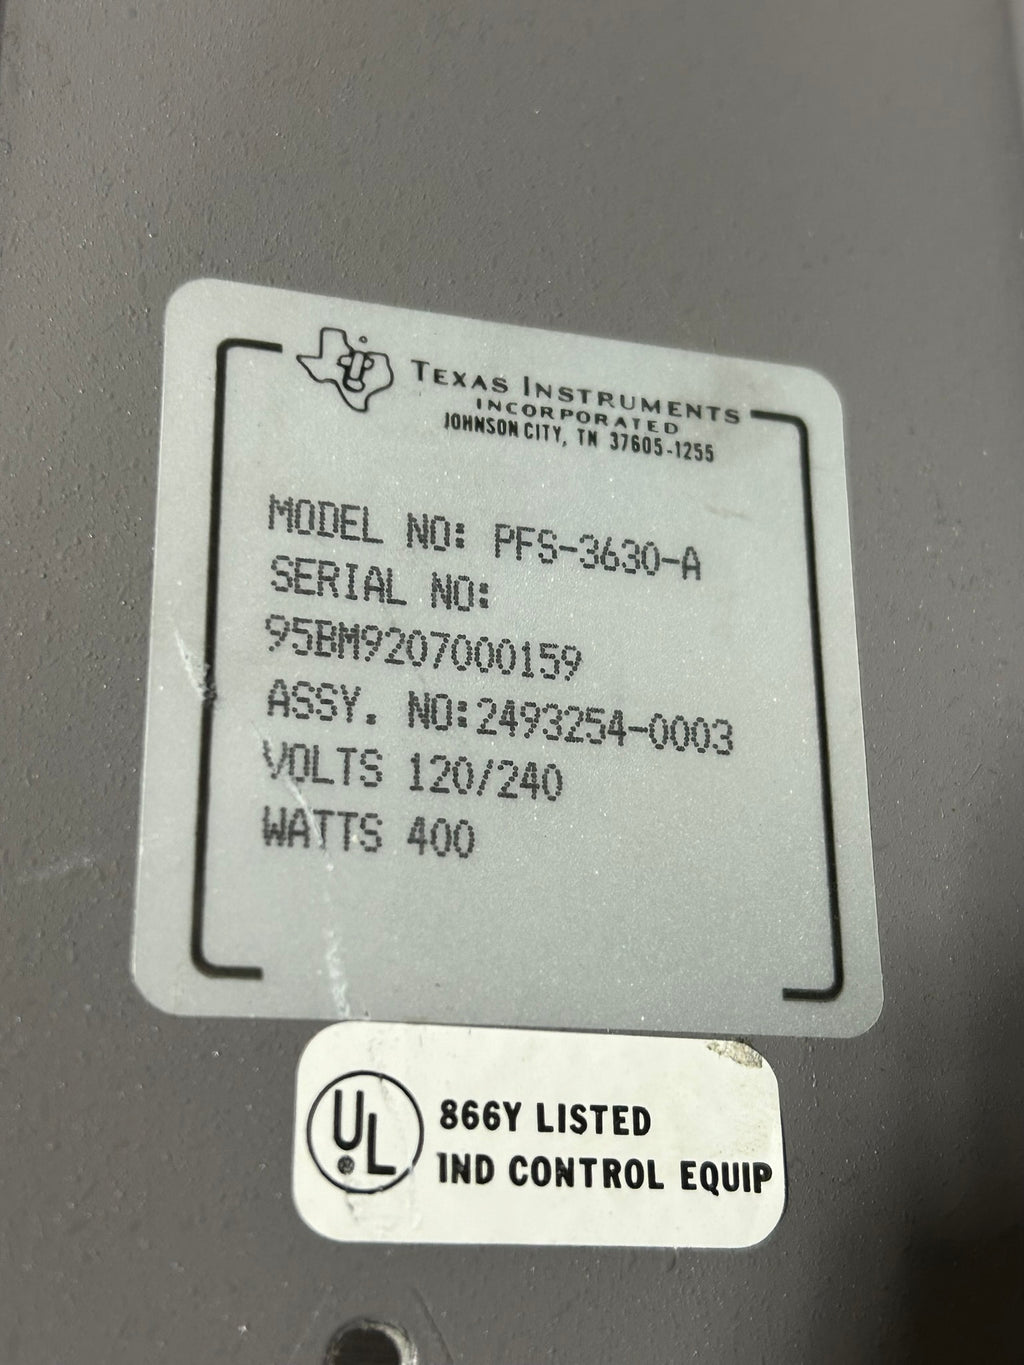 TEXAS INSTRUMENTS
INCORPORATED
JOHNSON CITY, TN 37605-1255
MODEL NO: PFS-3630-A
SERIAL NO:
95BM9207000159
ASSY. NO:2493254-0003
VOLTS 120/240
WATTS 400
UL®
866Y LISTED
IND CONTROL EQUIP